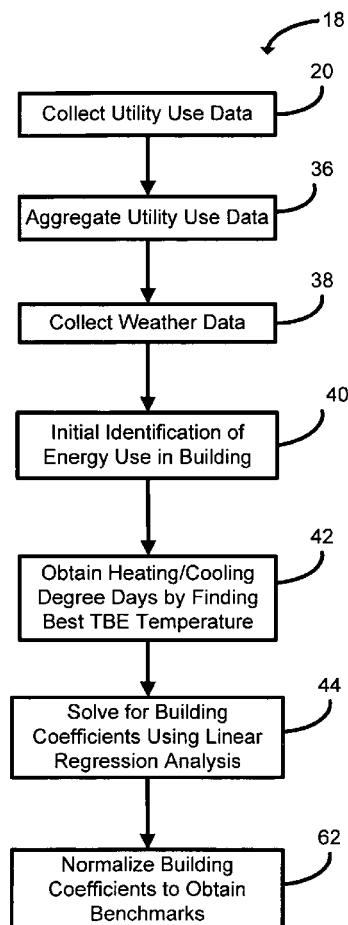 18
20
Collect Utility Use Data
36
Aggregate Utility Use Data
38
Collect Weather Data
40
Initial Identification of
Energy Use in Building
42
Obtain Heating/Cooling
Degree Days by Finding
Best TBE Temperature
44
Solve for Building
Coefficients Using Linear
Regression Analysis
62
Normalize Building
Coefficients to Obtain
Benchmarks